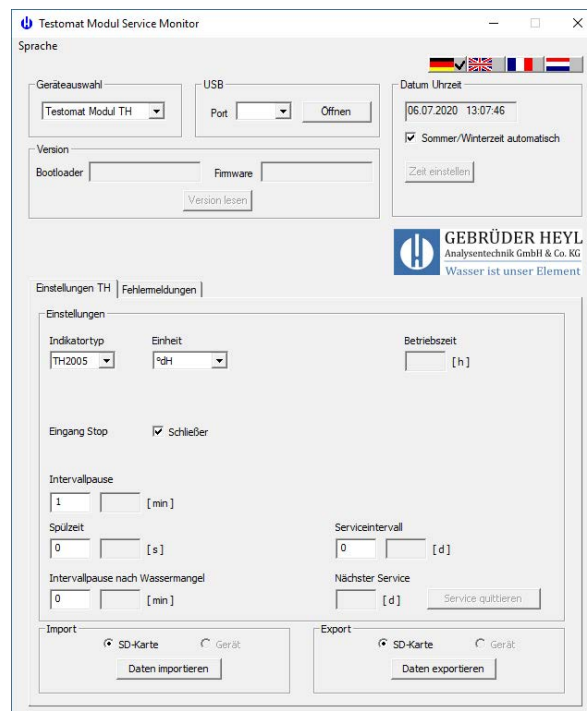 Testomat Modul Service Monitor
Sprache
Geräteauswahl
Testomat Modul TH
USB
Port
Öffnen
Datum Uhrzeit
06.07.2020 13:07:46
Sommer/Winterzeit automatisch
Zeit einstellen
Version
Bootloader
Firmware
Version lesen
GEBRÜDER HEYL
Analysentechnik GmbH & Co. KG
Wasser ist unser Element
Einstellungen TH
Fehlermeldungen
Einstellungen
Indikatortyp
Einheit
Betriebszeit
TH2005
°dH
[ h ]
Eingang Stop
Schließer
Intervallpause
1
[ min ]
Spülzeit
Serviceintervall
0
[ s ]
0
[ d ]
Intervallpause nach Wassermangel
Nächster Service
0
[ min ]
[ d ]
Service quittieren
Import
SD-Karte
Gerät
Daten importieren
Export
SD-Karte
Gerät
Daten exportieren